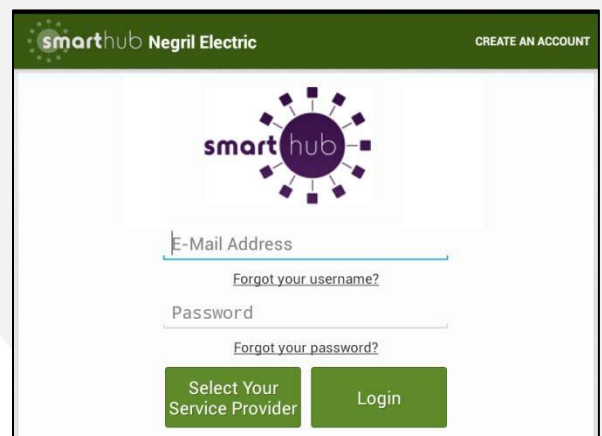 smarthub Negril Electric
CREATE AN ACCOUNT
smart hub
E-Mail Address
Forgot your username?
Password
Forgot your password?
Select Your
Service Provider
Login